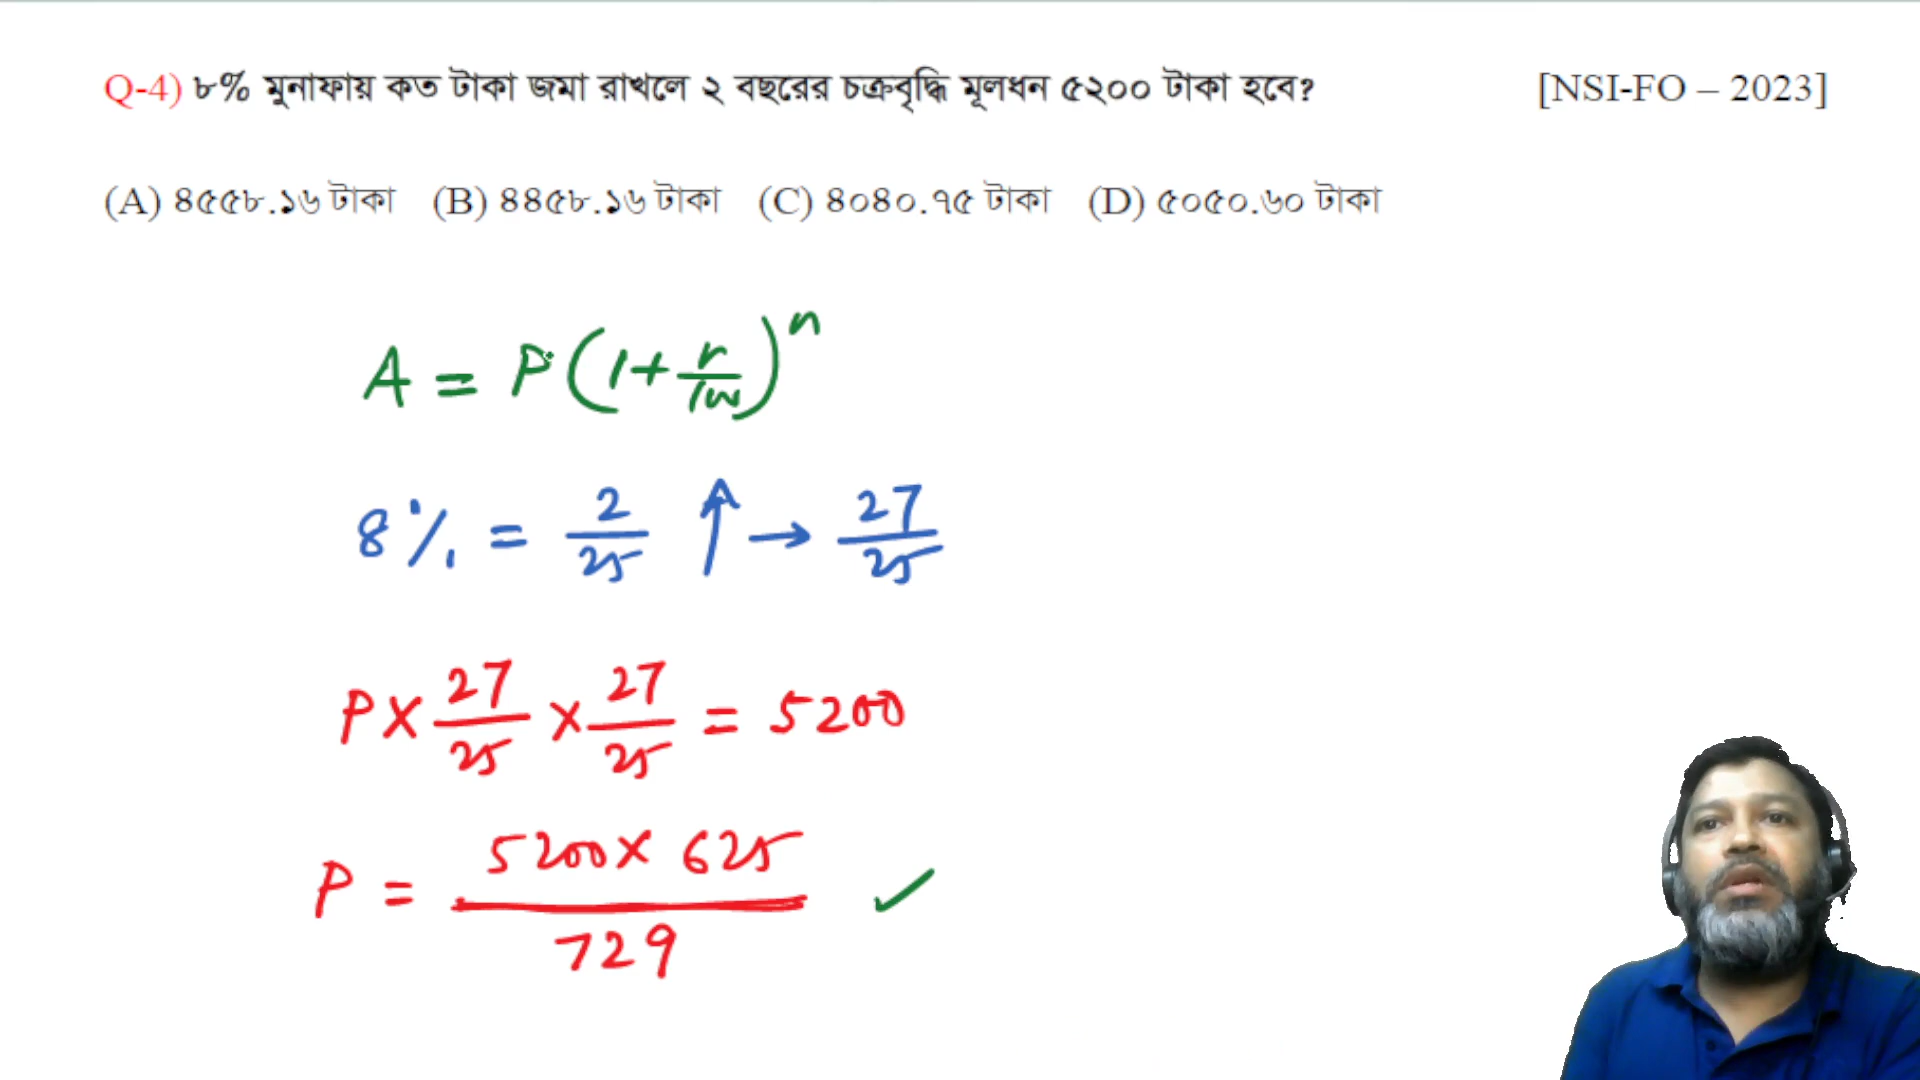 Q-4) ৮% মুনাফায় কত টাকা জমা রাখলে ২ বছরের চক্রবৃদ্ধি মূলধন ৫২০০ টাকা হবে? [NSI-FO – 2023]
(A) ৪৫৫৮.১৬ টাকা (B) ৪৪৫৮.১৬ টাকা (C) ৪০৪০.৭৫ টাকা (D) ৫০৫০.৬০ টাকা
A = P(1+r/100)^n
8% = 2/25 ↑ → 27/25
P × 27/25 × 27/25 = 5200
P = 5200 × 625 / 729 ✓